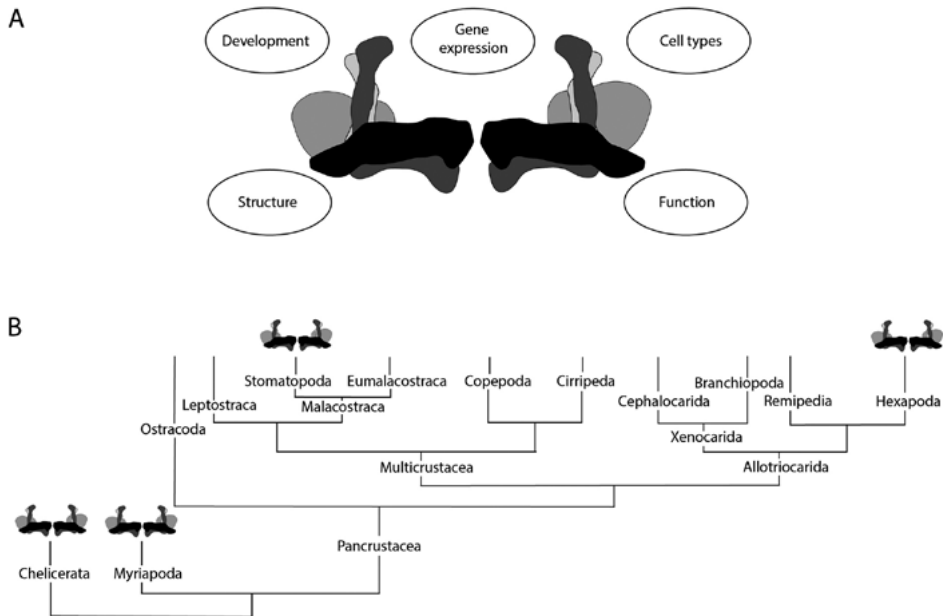 A
Development
Gene
expression
Cell types
Structure
Function
B
Stomatopoda
Eumalacostraca
Copepoda
Cirripeda
Branchiopoda
Leptostraca
Malacostraca
Cephalocarida
Remipedia
Hexapoda
Ostracoda
Xenocarida
Multicrustacea
Allotriocarida
Pancrustacea
Chelicerata
Myriapoda